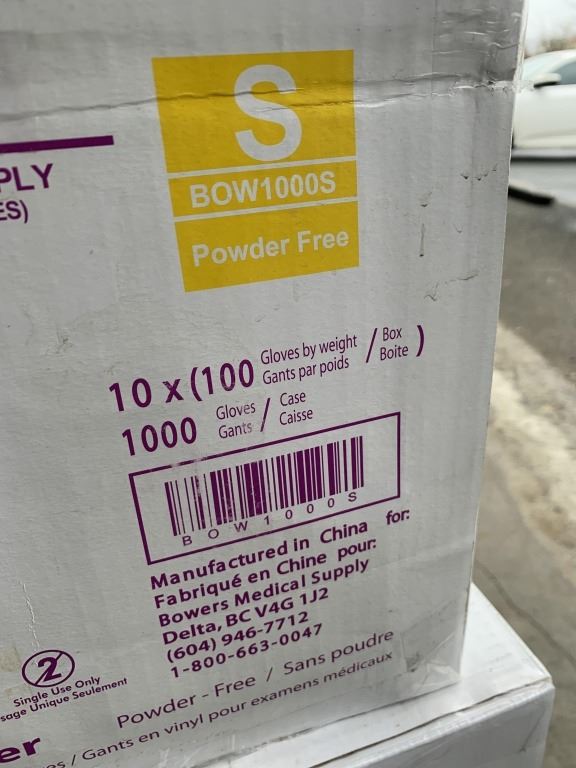 S
BOW1000S
Powder Free
PLY
ES)
10 x (100 Gloves by weight / Box )
Gants par poids Boite
1000 Gloves / Case
Gants Caisse
BOW1000S
Manufactured in China for:
Fabriqué en Chine pour:
Bowers Medical Supply
Delta, BC V4G 1J2
(604) 946-7712
1-800-663-0047
2
Single Use Only
sage Unique Seulement
Powder - Free / Sans poudre
er
es / Gants en vinyl pour examens médicaux